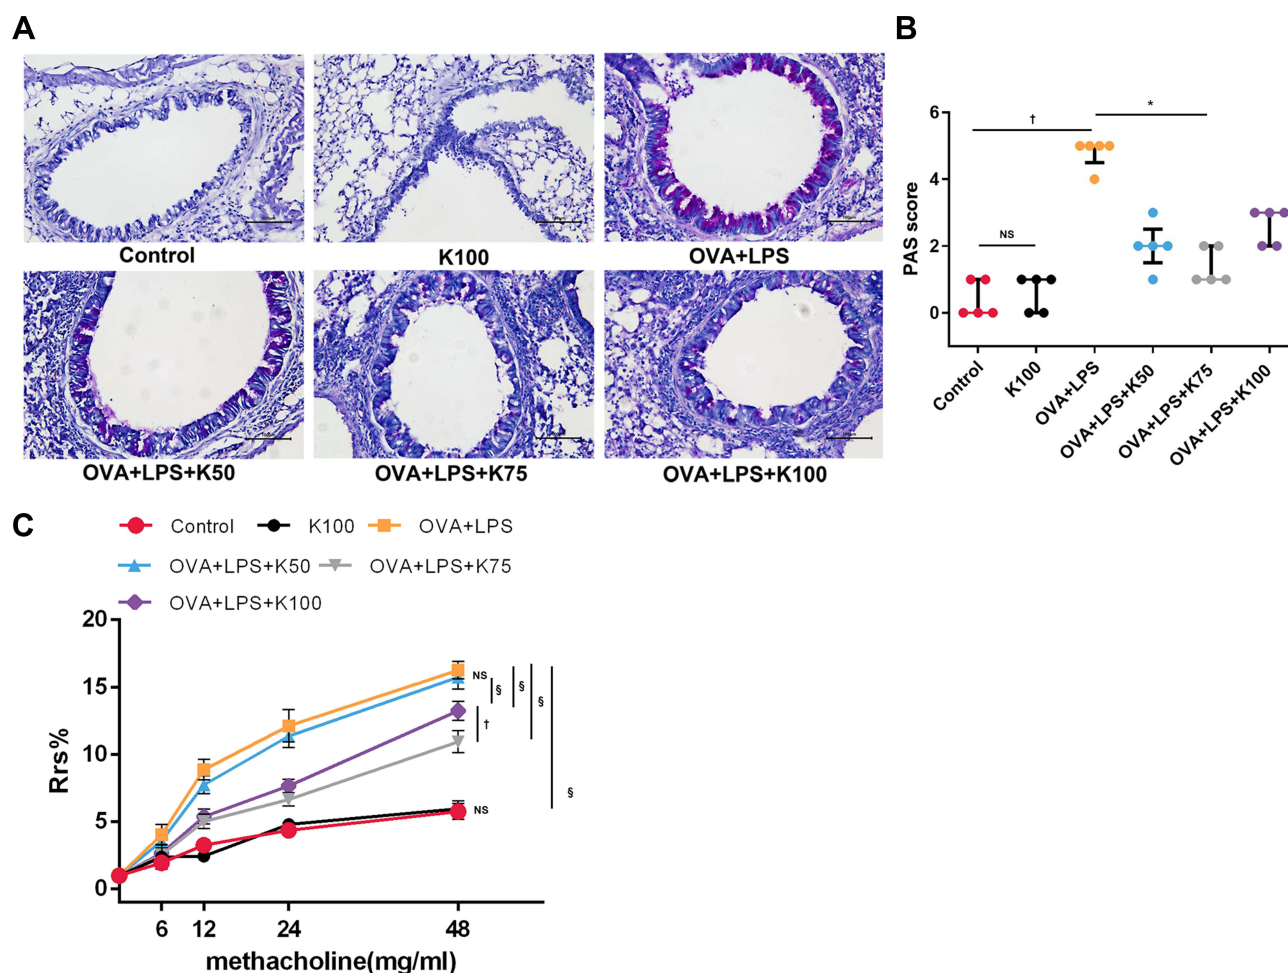 A
B
Control
K100
OVA+LPS
OVA+LPS+K50
OVA+LPS+K75
OVA+LPS+K100
PAS score
6
4
2
0
†
*
NS
Control
K100
OVA+LPS
OVA+LPS+K50
OVA+LPS+K75
OVA+LPS+K100
C
Control K100 OVA+LPS
OVA+LPS+K50 OVA+LPS+K75
OVA+LPS+K100
Rrs%
20
15
10
5
0
NS
§
§
§
†
§
NS
6 12 24 48
methacholine(mg/ml)